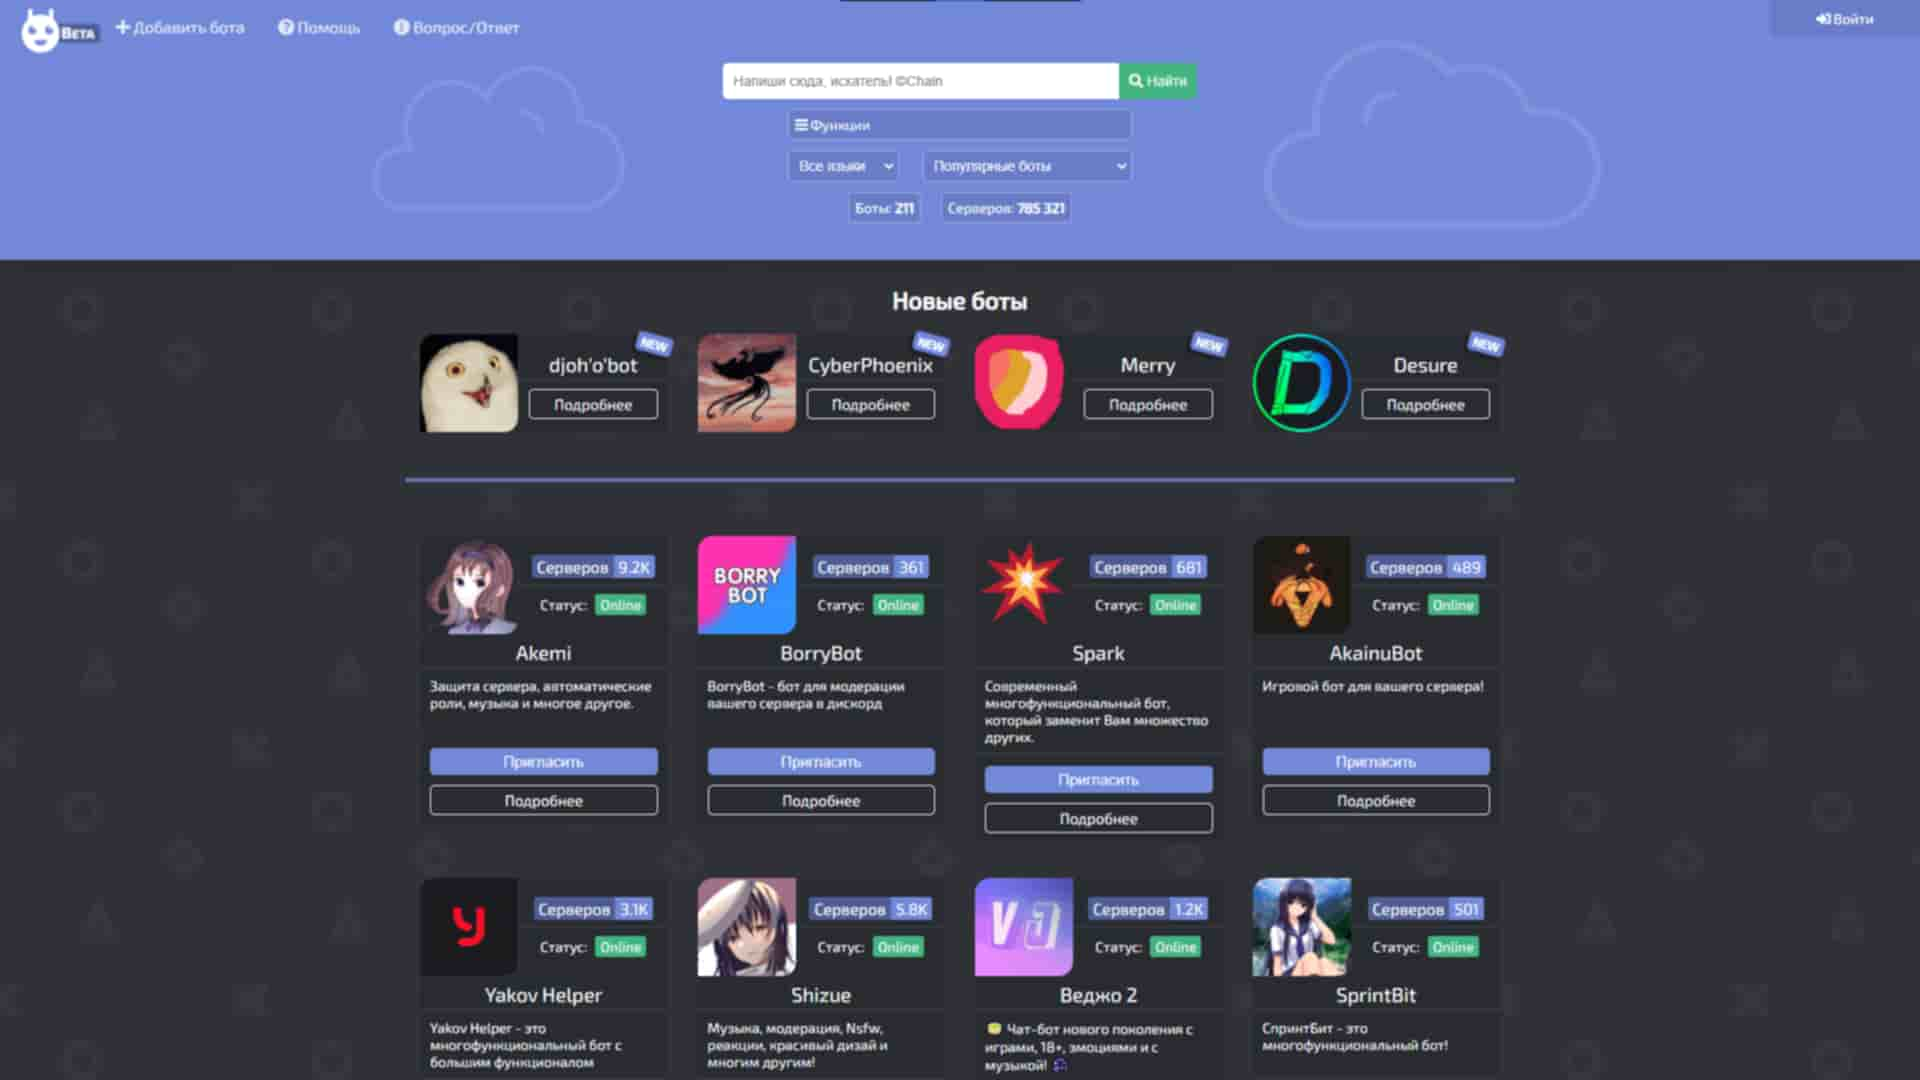 BETA
Добавить бота
Помощь
Вопрос/Ответ
Войти
Напиши сюда, искатель! ©Chain
Найти
Функции
Все языки
Популярные боты
Боты: 211
Серверов: 785 321
Новые боты
djoh'o'bot
NEW
Подробнее
CyberPhoenix
NEW
Подробнее
Merry
NEW
Подробнее
Desure
NEW
Подробнее
Серверов 9.2K
Статус: Online
Akemi
Защита сервера, автоматические
роли, музыка и многое другое.
Пригласить
Подробнее
BORRY
BOT
Серверов 361
Статус: Online
BorryBot
BorryBot - бот для модерации
вашего сервера в дискорд
Пригласить
Подробнее
Серверов 681
Статус: Online
Spark
Современный
многофункциональный бот,
который заменит Вам множество
других.
Пригласить
Подробнее
Серверов 489
Статус: Online
AkainuBot
Игровой бот для вашего сервера!
Пригласить
Подробнее
Серверов 3.1K
Статус: Online
Yakov Helper
Yakov Helper - это
многофункциональный бот с
большим функционалом
Серверов 5.8K
Статус: Online
Shizue
Музыка, модерация, Nsfw,
реакции, красивый дизай и
многим другим!
Серверов 1.2K
Статус: Online
Веджо 2
Чат-бот нового поколения с
играми, 18+, эмоциями и с
музыкой!
Серверов 501
Статус: Online
SprintBit
СпринтБит - это
многофункциональный бот!